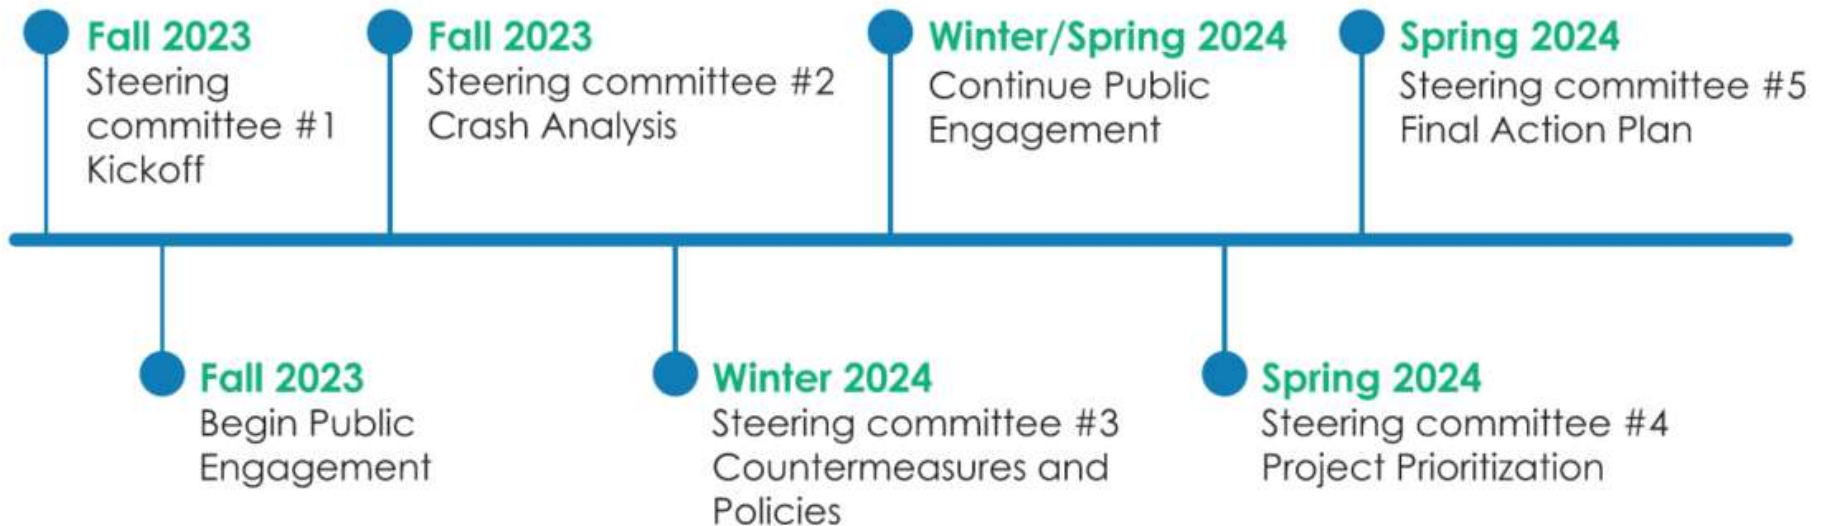 Fall 2023
Steering
committee #1
Kickoff
Fall 2023
Begin Public
Engagement
Fall 2023
Steering committee #2
Crash Analysis
Winter 2024
Steering committee #3
Countermeasures and
Policies
Winter/Spring 2024
Continue Public
Engagement
Spring 2024
Steering committee #4
Project Prioritization
Spring 2024
Steering committee #5
Final Action Plan